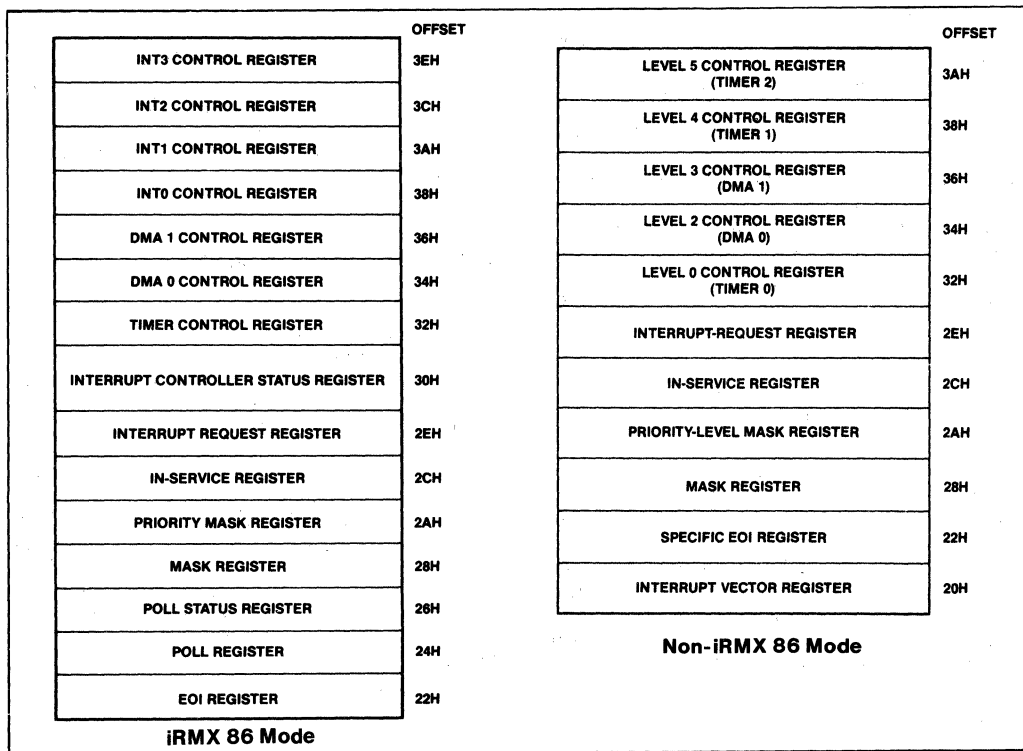 OFFSET
INT3 CONTROL REGISTER 3EH
INT2 CONTROL REGISTER 3CH
INT1 CONTROL REGISTER 3AH
INT0 CONTROL REGISTER 38H
DMA 1 CONTROL REGISTER 36H
DMA 0 CONTROL REGISTER 34H
TIMER CONTROL REGISTER 32H
INTERRUPT CONTROLLER STATUS REGISTER 30H
INTERRUPT REQUEST REGISTER 2EH
IN-SERVICE REGISTER 2CH
PRIORITY MASK REGISTER 2AH
MASK REGISTER 28H
POLL STATUS REGISTER 26H
POLL REGISTER 24H
EOI REGISTER 22H
iRMX 86 Mode
OFFSET
LEVEL 5 CONTROL REGISTER
(TIMER 2) 3AH
LEVEL 4 CONTROL REGISTER
(TIMER 1) 38H
LEVEL 3 CONTROL REGISTER
(DMA 1) 36H
LEVEL 2 CONTROL REGISTER
(DMA 0) 34H
LEVEL 0 CONTROL REGISTER
(TIMER 0) 32H
INTERRUPT-REQUEST REGISTER 2EH
IN-SERVICE REGISTER 2CH
PRIORITY-LEVEL MASK REGISTER 2AH
MASK REGISTER 28H
SPECIFIC EOI REGISTER 22H
INTERRUPT VECTOR REGISTER 20H
Non-iRMX 86 Mode